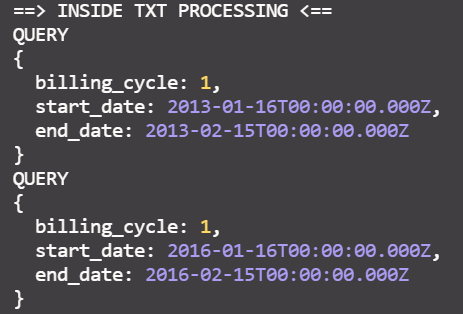 ==> INSIDE TXT PROCESSING <==
QUERY
{
  billing_cycle: 1,
  start_date: 2013-01-16T00:00:00.000Z,
  end_date: 2013-02-15T00:00:00.000Z
}
QUERY
{
  billing_cycle: 1,
  start_date: 2016-01-16T00:00:00.000Z,
  end_date: 2016-02-15T00:00:00.000Z
}